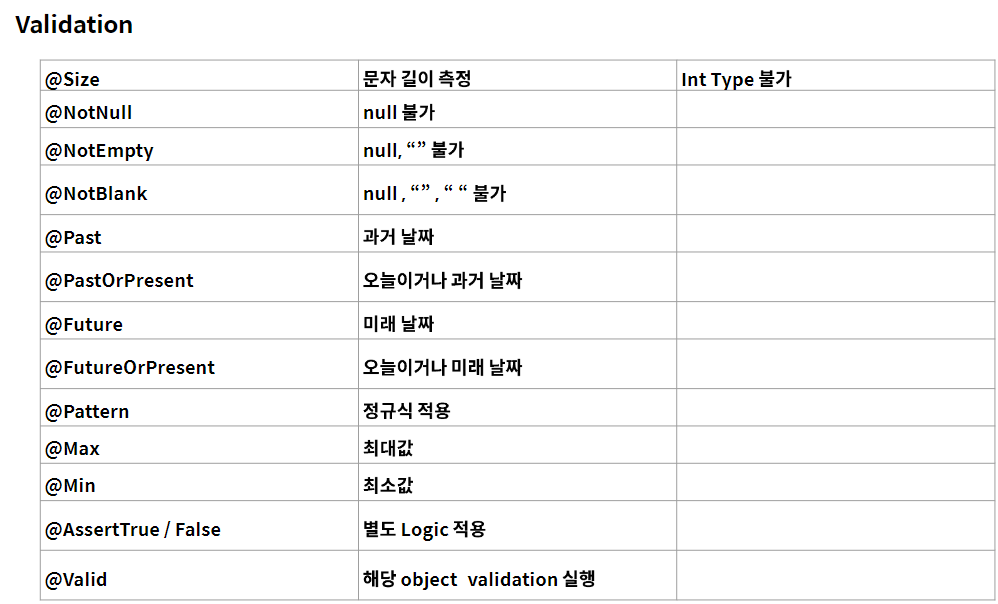 Validation
@Size 문자 길이 측정 Int Type 불가
@NotNull null 불가
@NotEmpty null, “” 불가
@NotBlank null , “” , “ “ 불가
@Past 과거 날짜
@PastOrPresent 오늘이거나 과거 날짜
@Future 미래 날짜
@FutureOrPresent 오늘이거나 미래 날짜
@Pattern 정규식 적용
@Max 최대값
@Min 최소값
@AssertTrue / False 별도 Logic 적용
@Valid 해당 object validation 실행